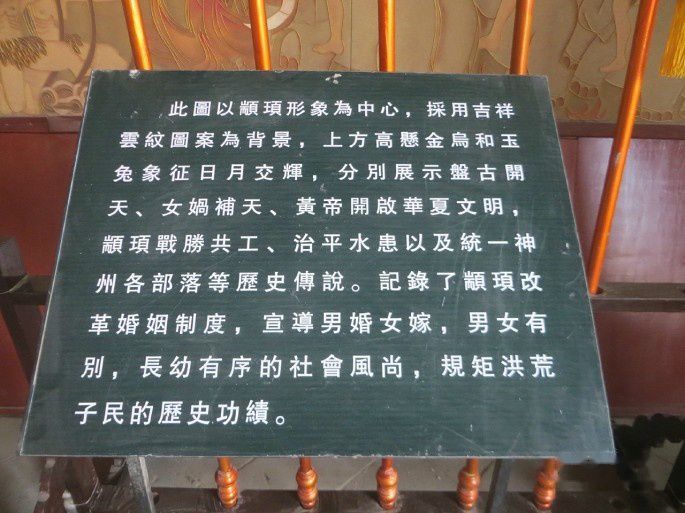 此圖以顓頊形象為中心，採用吉祥
雲紋圖案為背景，上方高懸金烏和玉
兔象征日月交輝，分別展示盤古開
天、女媧補天、黃帝開啟華夏文明，
顓頊戰勝共工、治平水患以及統一神
州各部落等歷史傳說。記錄了顓頊改
革婚姻制度，宣導男婚女嫁，男女有
別，長幼有序的社會風尚，規矩洪荒
子民的歷史功績。